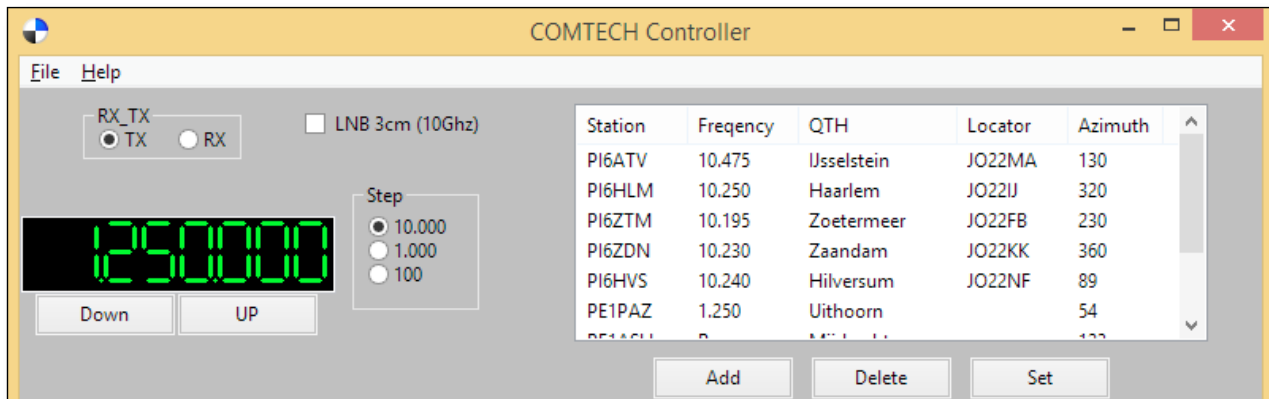 COMTECH Controller
File Help
RX_TX
TX RX
LNB 3cm (10Ghz)
1.250.000
Down UP
Step
10.000
1.000
100
Station Freqency QTH Locator Azimuth
PI6ATV 10.475 IJsselstein JO22MA 130
PI6HLM 10.250 Haarlem JO22IJ 320
PI6ZTM 10.195 Zoetermeer JO22FB 230
PI6ZDN 10.230 Zaandam JO22KK 360
PI6HVS 10.240 Hilversum JO22NF 89
PE1PAZ 1.250 Uithoorn 54
Add Delete Set